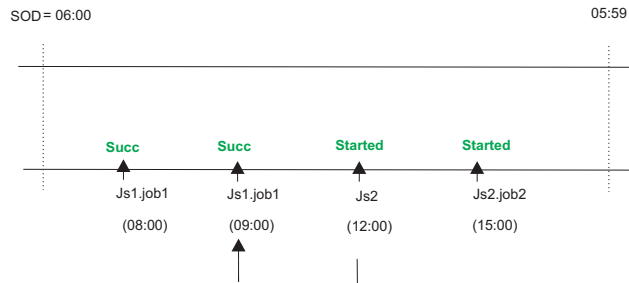 SOD = 06:00 05:59
Succ Succ Started Started
Js1.job1 Js1.job1 Js2 Js2.job2
(08:00) (09:00) (12:00) (15:00)